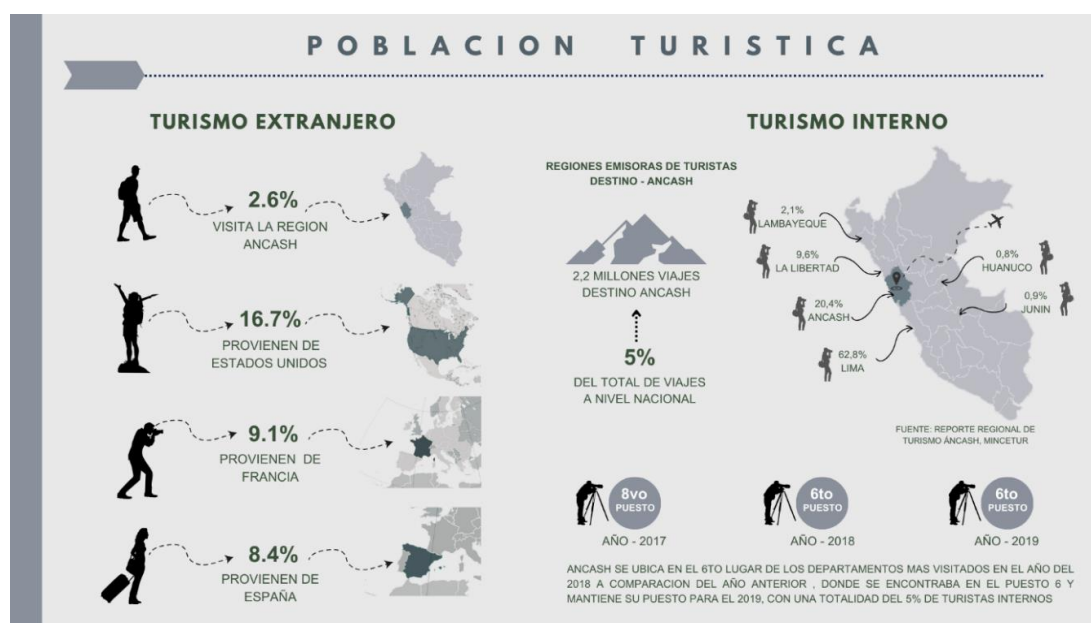 POBLACION TURISTICA
TURISMO EXTRANJERO
2.6%
VISITA LA REGION
ANCASH
16.7%
PROVIENEN DE
ESTADOS UNIDOS
9.1%
PROVIENEN DE
FRANCIA
8.4%
PROVIENEN DE
ESPAÑA
TURISMO INTERNO
REGIONES EMISORAS DE TURISTAS
DESTINO - ANCASH
2,2 MILLONES VIAJES
DESTINO ANCASH
5%
DEL TOTAL DE VIAJES
A NIVEL NACIONAL
2,1%
LAMBAYEQUE
9,6%
LA LIBERTAD
20,4%
ANCASH
62,8%
LIMA
0,8%
HUANUCO
0,9%
JUNIN
FUENTE: REPORTE REGIONAL DE
TURISMO ÁNCASH, MINCETUR
8vo
PUESTO
AÑO - 2017
6to
PUESTO
AÑO - 2018
6to
PUESTO
AÑO - 2019
ANCASH SE UBICA EN EL 6TO LUGAR DE LOS DEPARTAMENTOS MAS VISITADOS EN EL AÑO DEL
2018 A COMPARACION DEL AÑO ANTERIOR , DONDE SE ENCONTRABA EN EL PUESTO 6 Y
MANTIENE SU PUESTO PARA EL 2019, CON UNA TOTALIDAD DEL 5% DE TURISTAS INTERNOS